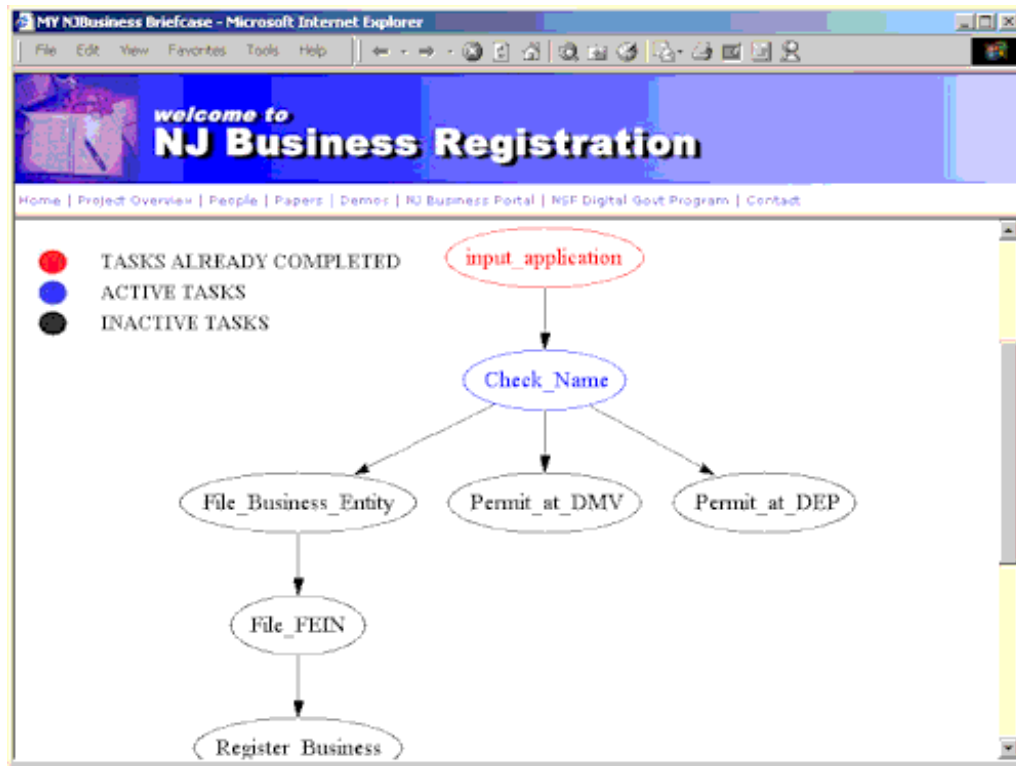 MY NJBusiness Briefcase - Microsoft Internet Explorer
File Edit View Favorites Tools Help
welcome to
NJ Business Registration
Home | Project Overview | People | Papers | Demos | NJ Business Portal | NSF Digital Govt Program | Contact
TASKS ALREADY COMPLETED
ACTIVE TASKS
INACTIVE TASKS
input_application
Check_Name
File_Business_Entity Permit_at_DMV Permit_at_DEP
File_FEIN
Register_Business